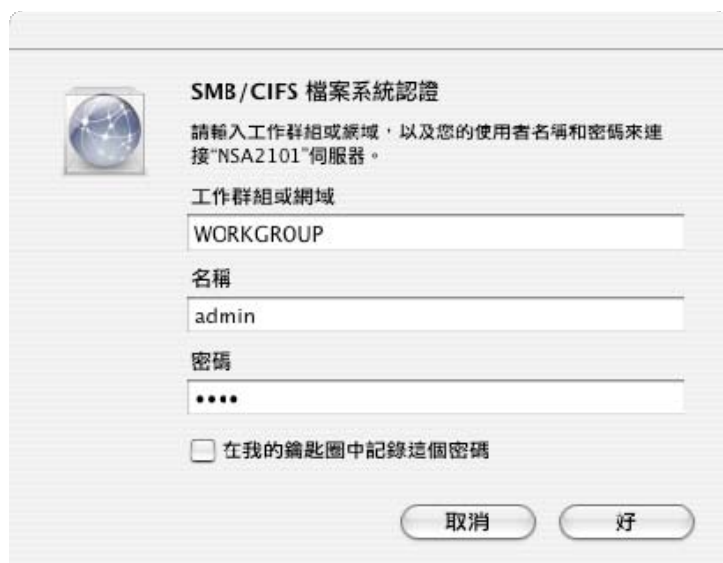 SMB/CIFS 檔案系統認證
請輸入工作群組或網域，以及您的使用者名稱和密碼來連
接“NSA2101”伺服器。
工作群組或網域
WORKGROUP
名稱
admin
密碼
••••
在我的鑰匙圈中記錄這個密碼
取消
好